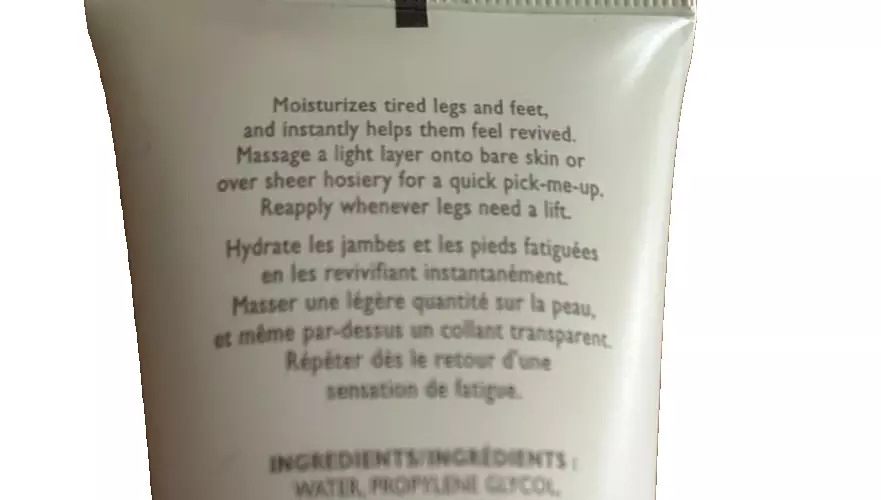 Moisturizes tired legs and feet,
and instantly helps them feel revived.
Massage a light layer onto bare skin or
over sheer hosiery for a quick pick-me-up.
Reapply whenever legs need a lift.
Hydrate les jambes et les pieds fatiguées
en les revivifiant instantanément.
Masser une légère quantité sur la peau,
et même par-dessus un collant transparent.
Répéter dès le retour d'une
sensation de fatigue.
INGREDIENTS/INGRÉDIENTS :
WATER, PROPYLENE GLYCOL,